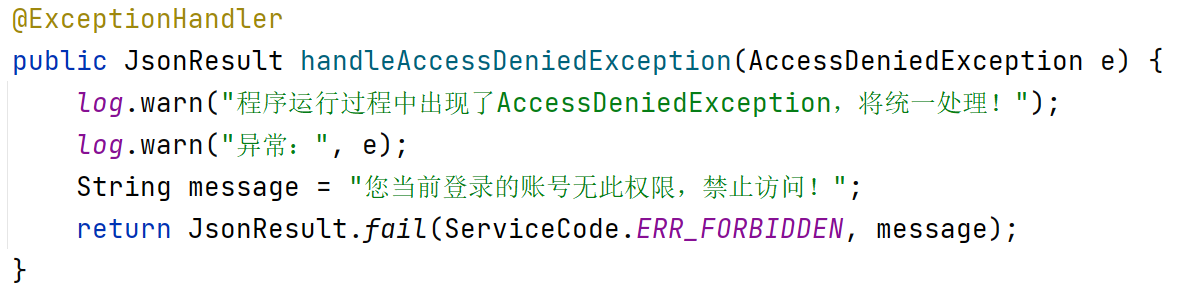 @ExceptionHandler
public JsonResult handleAccessDeniedException(AccessDeniedException e) {
    log.warn("程序运行过程中出现了AccessDeniedException，将统一处理！");
    log.warn("异常：", e);
    String message = "您当前登录的账号无此权限，禁止访问！";
    return JsonResult.fail(ServiceCode.ERR_FORBIDDEN, message);
}